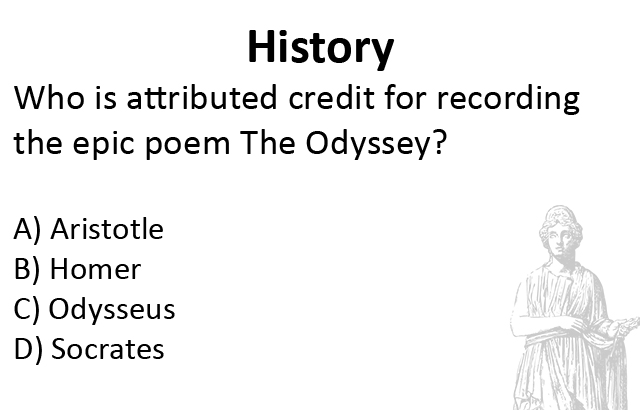 History
Who is attributed credit for recording
the epic poem The Odyssey?
A) Aristotle
B) Homer
C) Odysseus
D) Socrates